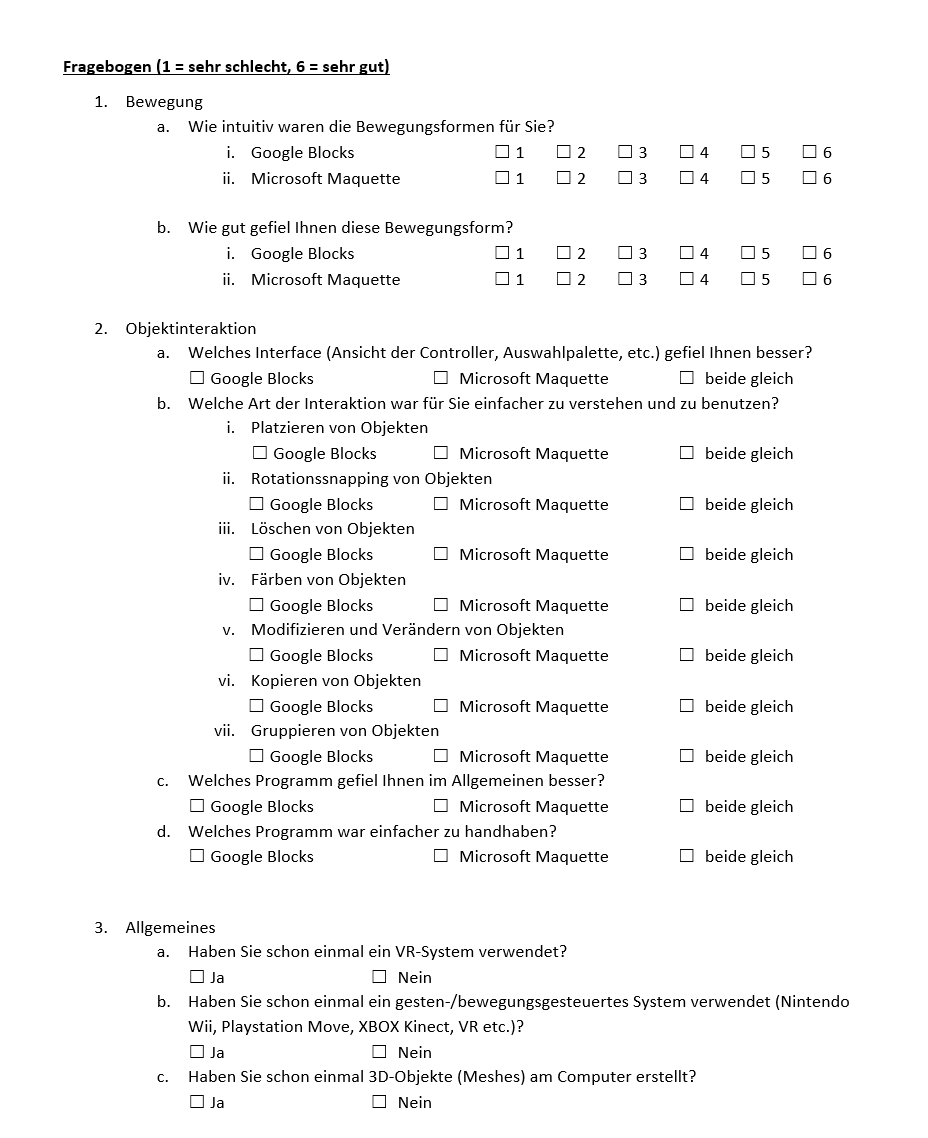 Fragebogen (1 = sehr schlecht, 6 = sehr gut)
1. Bewegung
a. Wie intuitiv waren die Bewegungsformen für Sie?
i. Google Blocks ☐ 1 ☐ 2 ☐ 3 ☐ 4 ☐ 5 ☐ 6
ii. Microsoft Maquette ☐ 1 ☐ 2 ☐ 3 ☐ 4 ☐ 5 ☐ 6
b. Wie gut gefiel Ihnen diese Bewegungsform?
i. Google Blocks ☐ 1 ☐ 2 ☐ 3 ☐ 4 ☐ 5 ☐ 6
ii. Microsoft Maquette ☐ 1 ☐ 2 ☐ 3 ☐ 4 ☐ 5 ☐ 6
2. Objektinteraktion
a. Welches Interface (Ansicht der Controller, Auswahlpalette, etc.) gefiel Ihnen besser?
☐ Google Blocks ☐ Microsoft Maquette ☐ beide gleich
b. Welche Art der Interaktion war für Sie einfacher zu verstehen und zu benutzen?
i. Platzieren von Objekten
☐ Google Blocks ☐ Microsoft Maquette ☐ beide gleich
ii. Rotationssnapping von Objekten
☐ Google Blocks ☐ Microsoft Maquette ☐ beide gleich
iii. Löschen von Objekten
☐ Google Blocks ☐ Microsoft Maquette ☐ beide gleich
iv. Färben von Objekten
☐ Google Blocks ☐ Microsoft Maquette ☐ beide gleich
v. Modifizieren und Verändern von Objekten
☐ Google Blocks ☐ Microsoft Maquette ☐ beide gleich
vi. Kopieren von Objekten
☐ Google Blocks ☐ Microsoft Maquette ☐ beide gleich
vii. Gruppieren von Objekten
☐ Google Blocks ☐ Microsoft Maquette ☐ beide gleich
c. Welches Programm gefiel Ihnen im Allgemeinen besser?
☐ Google Blocks ☐ Microsoft Maquette ☐ beide gleich
d. Welches Programm war einfacher zu handhaben?
☐ Google Blocks ☐ Microsoft Maquette ☐ beide gleich
3. Allgemeines
a. Haben Sie schon einmal ein VR-System verwendet?
☐ Ja ☐ Nein
b. Haben Sie schon einmal ein gesten-/bewegungsgesteuertes System verwendet (Nintendo
Wii, Playstation Move, XBOX Kinect, VR etc.)?
☐ Ja ☐ Nein
c. Haben Sie schon einmal 3D-Objekte (Meshes) am Computer erstellt?
☐ Ja ☐ Nein